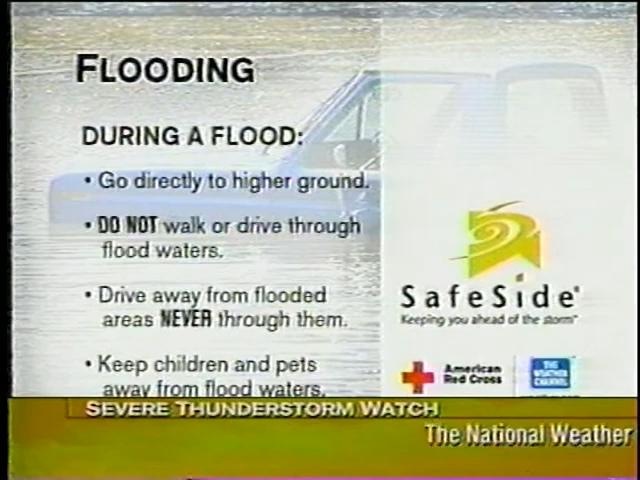 FLOODING
DURING A FLOOD:
• Go directly to higher ground.
• DO NOT walk or drive through
flood waters.
• Drive away from flooded
areas NEVER through them.
• Keep children and pets
away from flood waters.
SafeSide®
Keeping you ahead of the storm™
American
Red Cross
THE
WEATHER
CHANNEL
SEVERE THUNDERSTORM WATCH
The National Weather